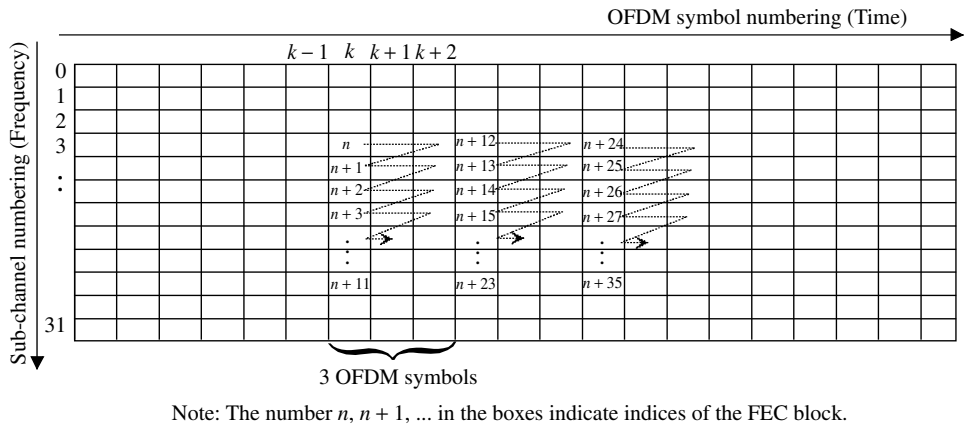 OFDM symbol numbering (Time)
Sub-channel numbering (Frequency)
k − 1 k k + 1 k + 2
0
1
2
3
:
31
n n + 12 n + 24
n + 1 n + 13 n + 25
n + 2 n + 14 n + 26
n + 3 n + 15 n + 27
⋮ ⋮ ⋮
n + 11 n + 23 n + 35
3 OFDM symbols
Note: The number n, n + 1, ... in the boxes indicate indices of the FEC block.